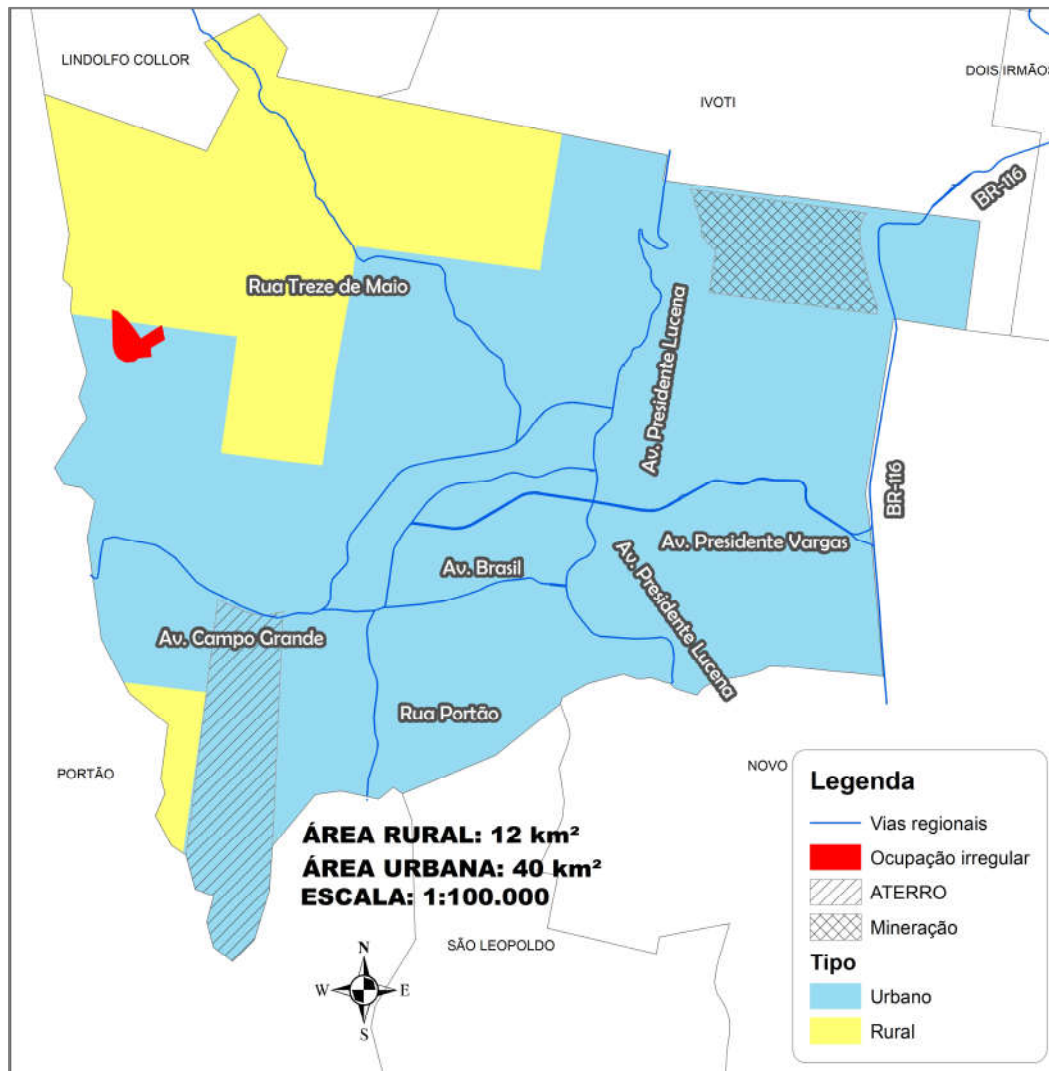 LINDOLFO COLLOR
DOIS IRMÃOS
IVOTI
BR-116
Rua Treze de Maio
Av. Presidente Lucena
BR-116
Av. Presidente Vargas
Av. Brasil
Av. Presidente Lucena
Av. Campo Grande
Rua Portão
PORTÃO
NOVO
ÁREA RURAL: 12 km²
ÁREA URBANA: 40 km²
ESCALA: 1:100.000
SÃO LEOPOLDO
N
W
E
S
Legenda
Vias regionais
Ocupação irregular
ATERRO
Mineração
Tipo
Urbano
Rural